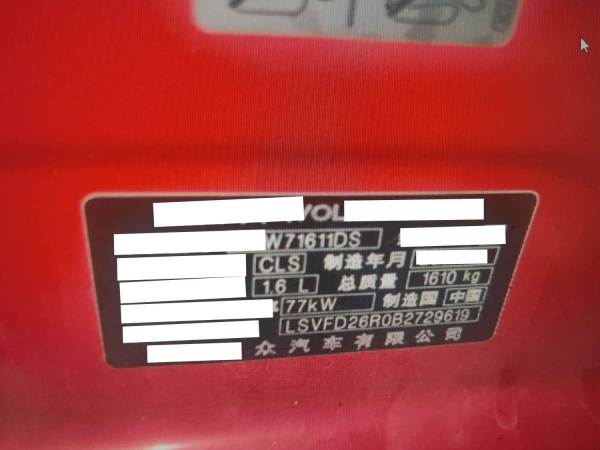 VOL
W71611DS
CLS 制造年月
1.6 L 总质量 1610 kg
77kW 制造国 中国
LSVFD26R0B2729619
众汽车有限公司